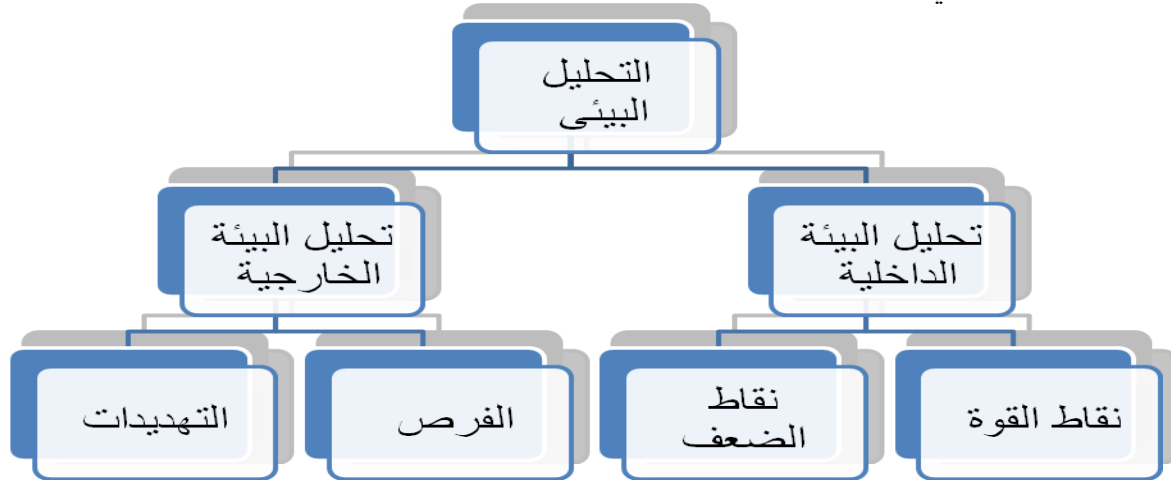 التحليل
البيئى
تحليل البيئة
الداخلية
تحليل البيئة
الخارجية
نقاط القوة
نقاط
الضعف
الفرص
التهديدات